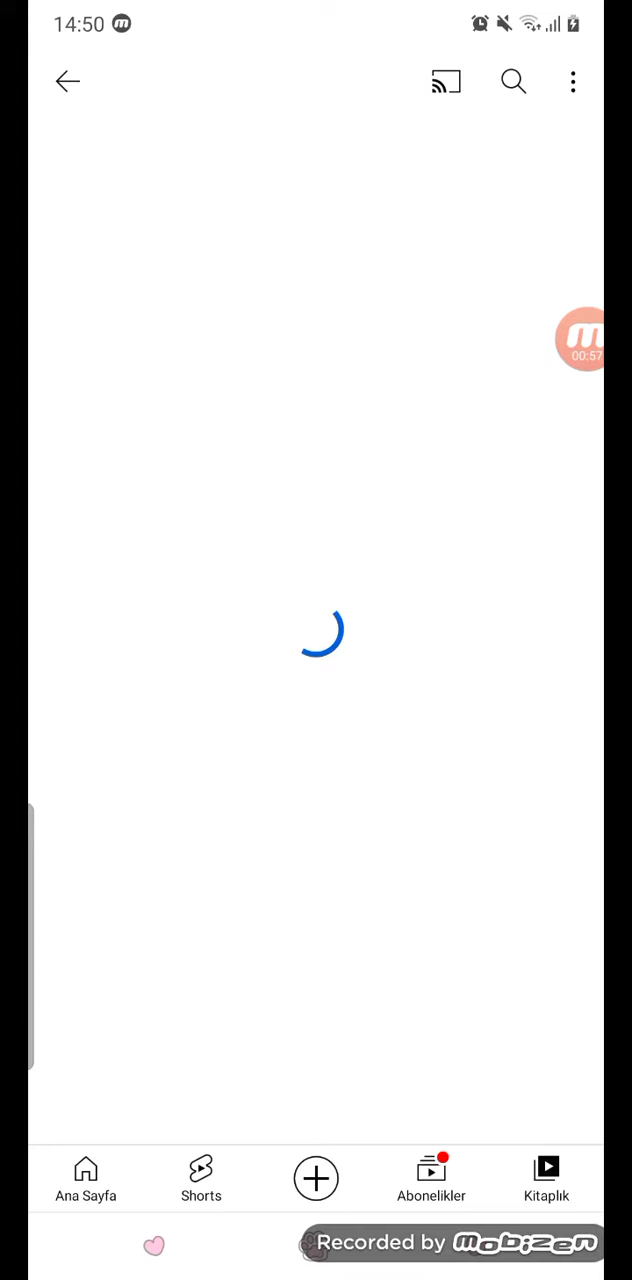 14:50
00:57
Ana Sayfa
Shorts
Abonelikler
Kitaplık
Recorded by mobizen